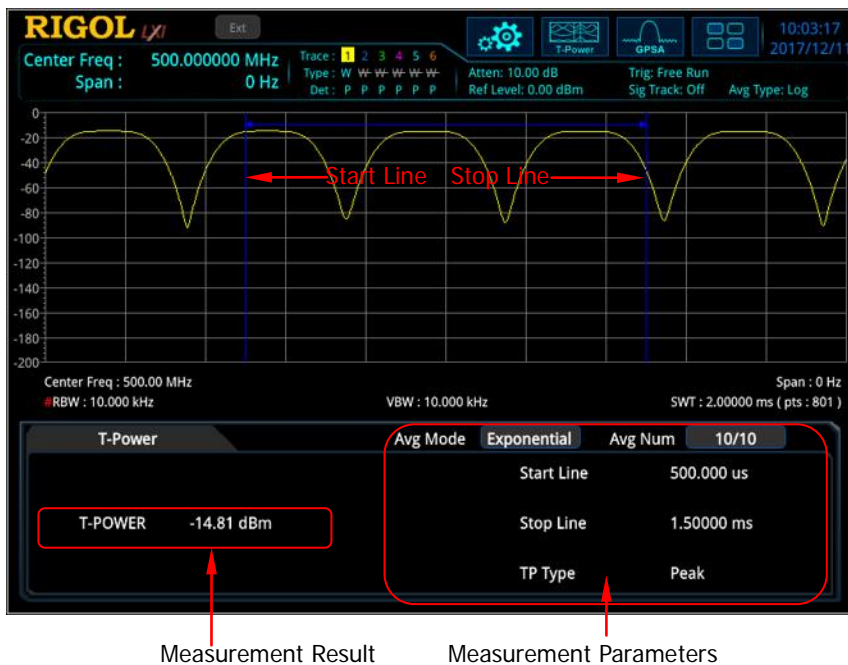 RIGOL LXI Ext 10:03:17
T-Power GPSA 2017/12/11
Center Freq : 500.000000 MHz
Span : 0 Hz
Trace : 1 2 3 4 5 6
Type : W W W W W W
Det : P P P P P P
Atten: 10.00 dB
Ref Level: 0.00 dBm
Trig: Free Run
Sig Track: Off Avg Type: Log
0
-20
-40
-60
-80
-100
-120
-140
-160
-180
-200
Start Line Stop Line
Center Freq : 500.00 MHz Span : 0 Hz
#RBW : 10.000 kHz VBW : 10.000 kHz SWT : 2.00000 ms ( pts : 801 )
T-Power Avg Mode Exponential Avg Num 10/10
Start Line 500.000 us
T-POWER -14.81 dBm Stop Line 1.50000 ms
TP Type Peak
Measurement Result Measurement Parameters